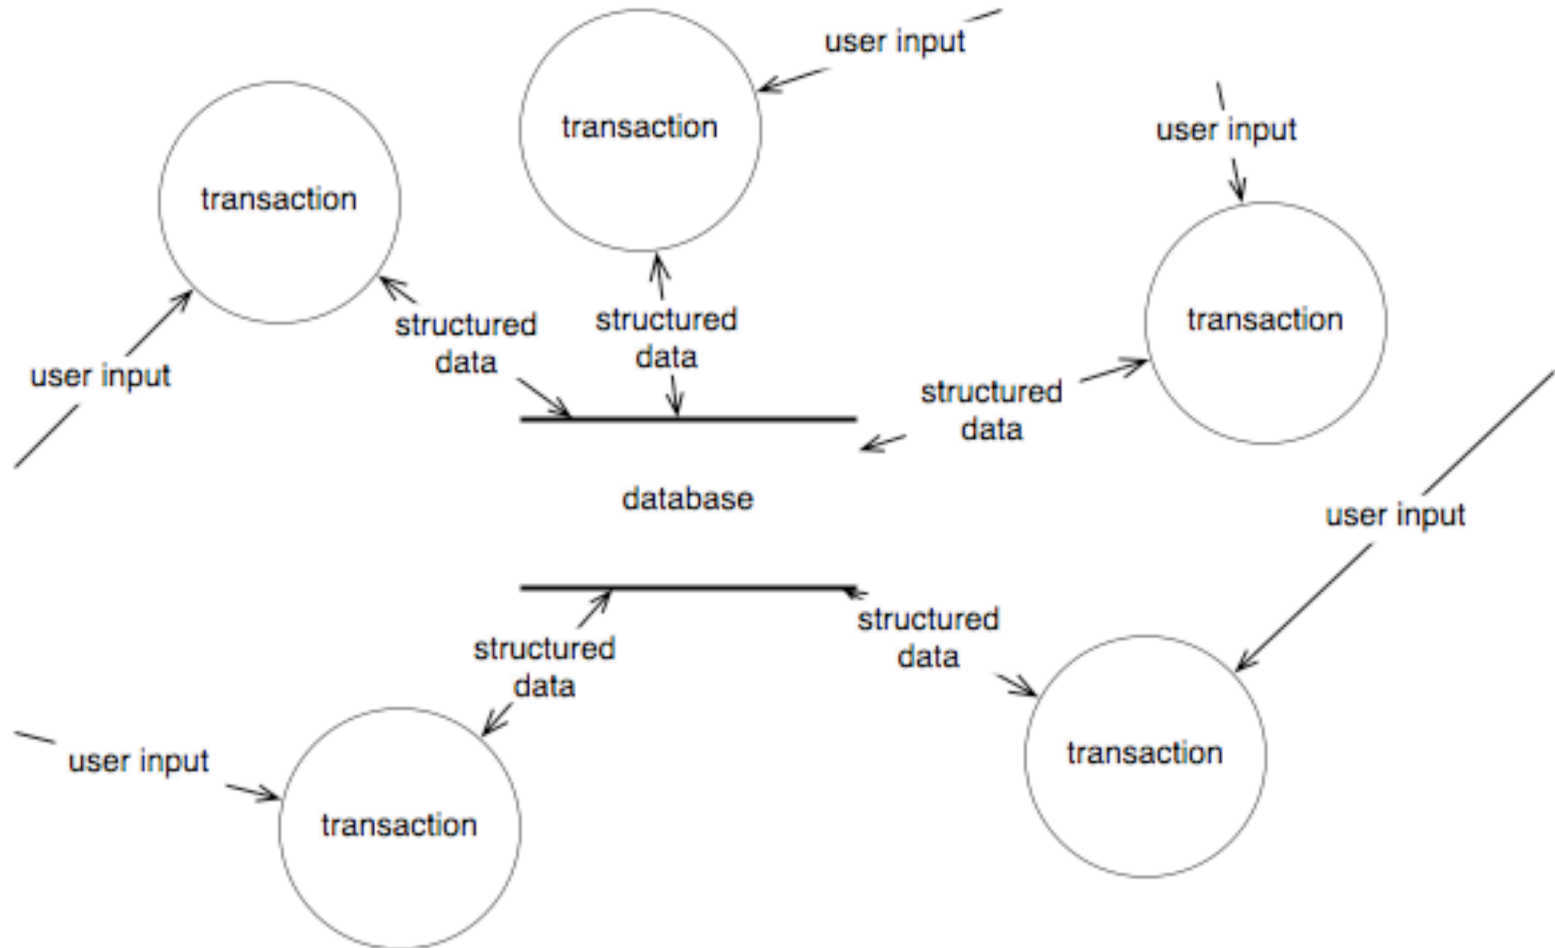 user input
transaction
user input
transaction
structured
data
structured
data
transaction
user input
structured
data
database
user input
structured
data
structured
data
user input
transaction
transaction